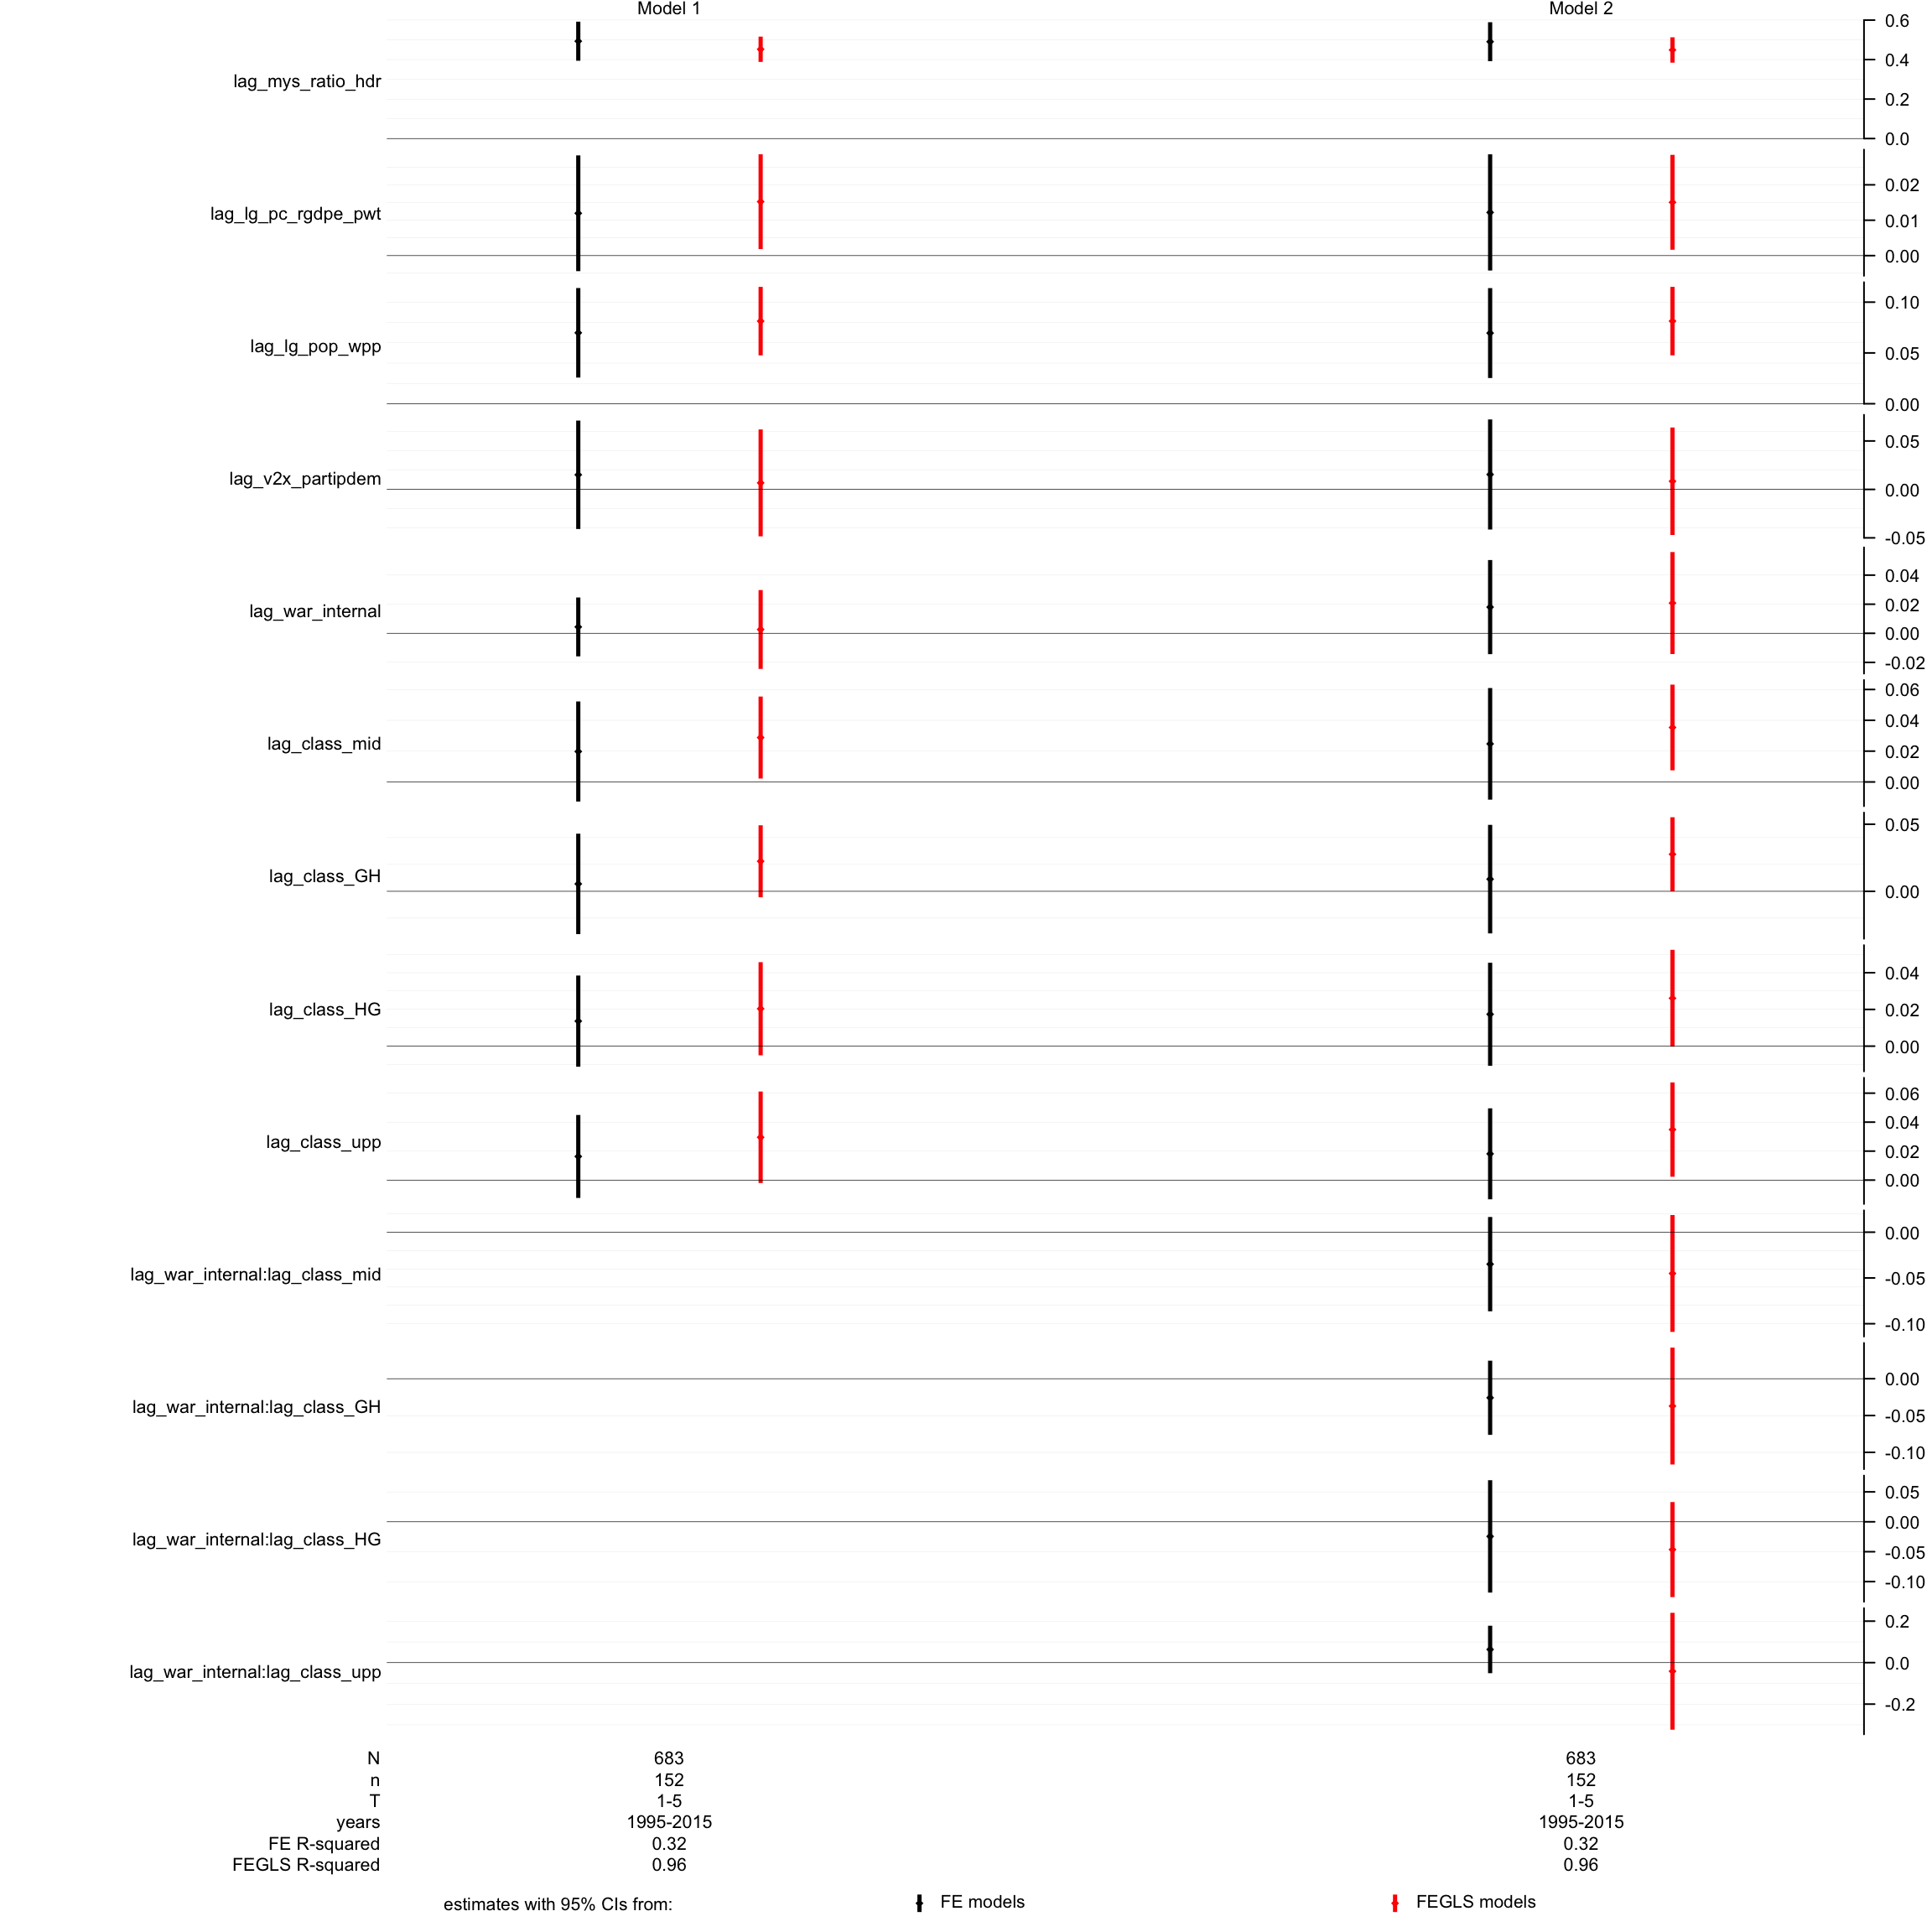 Model 1 Model 2
0.6
0.4
lag_mys_ratio_hdr
0.2
0.0
0.02
lag_lg_pc_rgdpe_pwt
0.01
0.00
0.10
lag_lg_pop_wpp
0.05
0.00
0.05
lag_v2x_partipdem
0.00
-0.05
0.04
lag_war_internal
0.02
0.00
-0.02
0.06
0.04
lag_class_mid
0.02
0.00
0.05
lag_class_GH
0.00
0.04
lag_class_HG
0.02
0.00
0.06
0.04
lag_class_upp
0.02
0.00
0.00
lag_war_internal:lag_class_mid
-0.05
-0.10
0.00
lag_war_internal:lag_class_GH
-0.05
-0.10
0.05
0.00
lag_war_internal:lag_class_HG
-0.05
-0.10
0.2
0.0
lag_war_internal:lag_class_upp
-0.2
N 683 683
n 152 152
T 1-5 1-5
years 1995-2015 1995-2015
FE R-squared 0.32 0.32
FEGLS R-squared 0.96 0.96
estimates with 95% CIs from: FE models FEGLS models